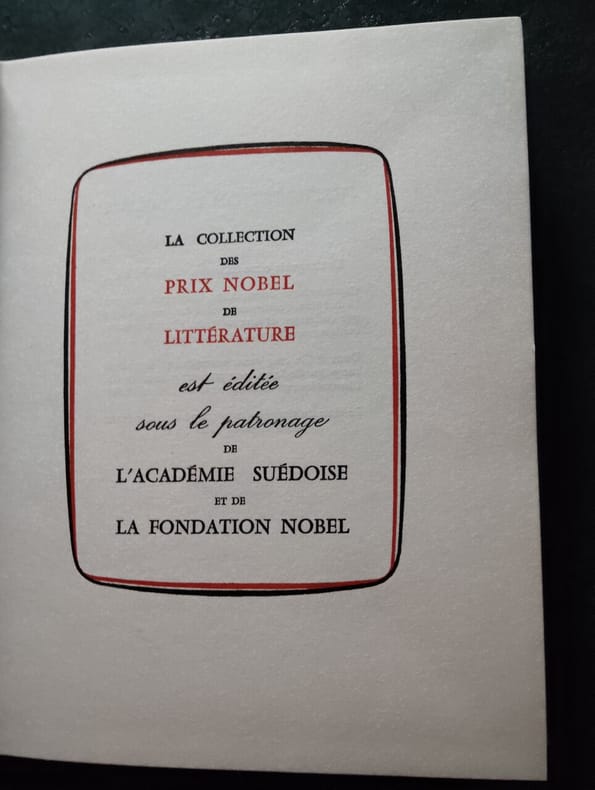 LA COLLECTION
DES
PRIX NOBEL
DE
LITTÉRATURE
est éditée
sous le patronage
DE
L'ACADÉMIE SUÉDOISE
ET DE
LA FONDATION NOBEL